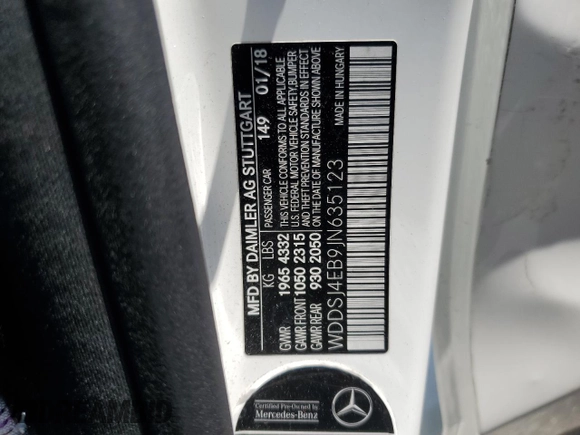 MFD BY DAIMLER AG STUTTGART
KG LBS PASSENGER CAR 149 01/18
GWR 1965 4332 THIS VEHICLE CONFORMS TO ALL APPLICABLE
GAWR FRONT 1050 2315 U.S. FEDERAL MOTOR VEHICLE SAFETY, BUMPER
AND THEFT PREVENTION STANDARDS IN EFFECT
GAWR REAR 930 2050 ON THE DATE OF MANUFACTURE SHOWN ABOVE
WDDSJ4EB9JN635123 MADE IN HUNGARY
Certified Pre-Owned by
Mercedes-Benz